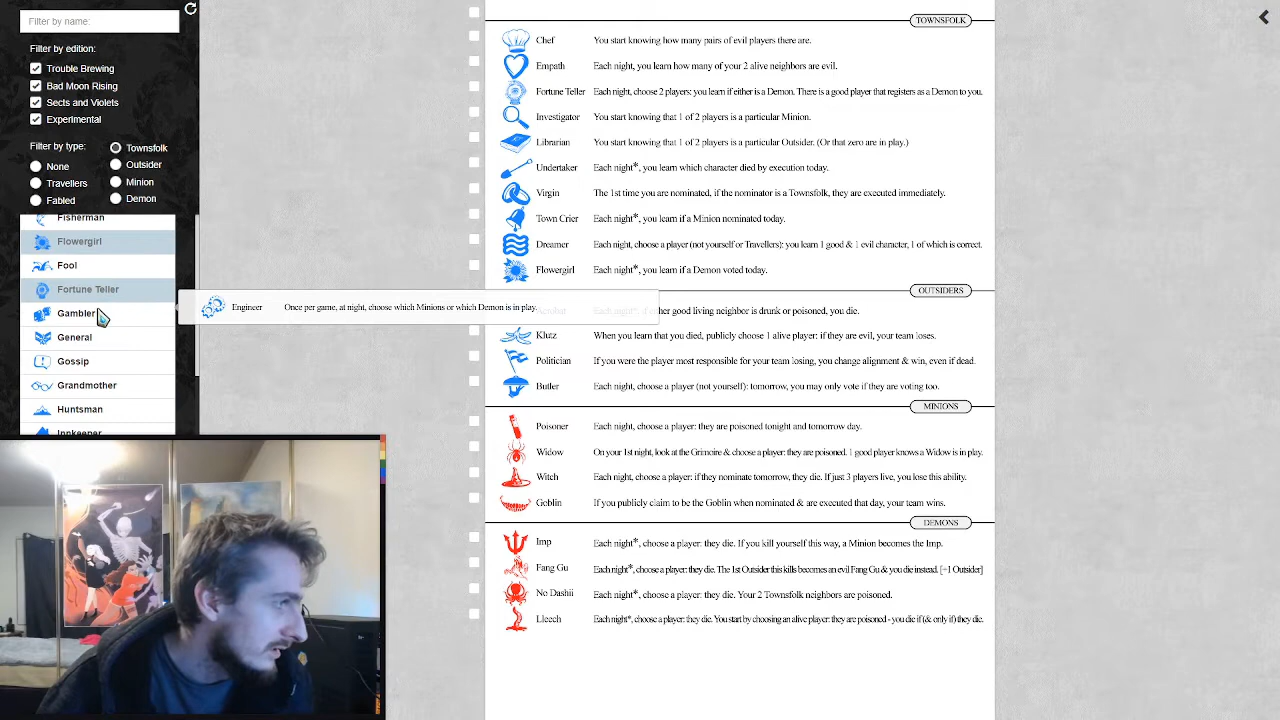 Filter by name:
Filter by edition:
Trouble Brewing
Bad Moon Rising
Sects and Violets
Experimental
Filter by type:
Townsfolk
None
Outsider
Travellers
Minion
Fabled
Demon
Fisherman
Flowergirl
Fool
Fortune Teller
Gambler
General
Gossip
Grandmother
Huntsman
Innkeeper
Engineer Once per game, at night, choose which Minions or which Demon is in play.
TOWNSFOLK
Chef You start knowing how many pairs of evil players there are.
Empath Each night, you learn how many of your 2 alive neighbors are evil.
Fortune Teller Each night, choose 2 players: you learn if either is a Demon. There is a good player that registers as a Demon to you.
Investigator You start knowing that 1 of 2 players is a particular Minion.
Librarian You start knowing that 1 of 2 players is a particular Outsider. (Or that zero are in play.)
Undertaker Each night*, you learn which character died by execution today.
Virgin The 1st time you are nominated, if the nominator is a Townsfolk, they are executed immediately.
Town Crier Each night*, you learn if a Minion nominated today.
Dreamer Each night, choose a player (not yourself or Travellers): you learn 1 good & 1 evil character, 1 of which is correct.
Flowergirl Each night*, you learn if a Demon voted today.
OUTSIDERS
Acrobat Each night*, if either good living neighbor is drunk or poisoned, you die.
Klutz When you learn that you died, publicly choose 1 alive player: if they are evil, your team loses.
Politician If you were the player most responsible for your team losing, you change alignment & win, even if dead.
Butler Each night, choose a player (not yourself): tomorrow, you may only vote if they are voting too.
MINIONS
Poisoner Each night, choose a player: they are poisoned tonight and tomorrow day.
Widow On your 1st night, look at the Grimoire & choose a player: they are poisoned. 1 good player knows a Widow is in play.
Witch Each night, choose a player: if they nominate tomorrow, they die. If just 3 players live, you lose this ability.
Goblin If you publicly claim to be the Goblin when nominated & are executed that day, your team wins.
DEMONS
Imp Each night*, choose a player: they die. If you kill yourself this way, a Minion becomes the Imp.
Fang Gu Each night*, choose a player: they die. The 1st Outsider this kills becomes an evil Fang Gu & you die instead. [+1 Outsider]
No Dashii Each night*, choose a player: they die. Your 2 Townsfolk neighbors are poisoned.
Lleech Each night*, choose a player: they die. You start by choosing an alive player: they are poisoned - you die if (& only if) they die.